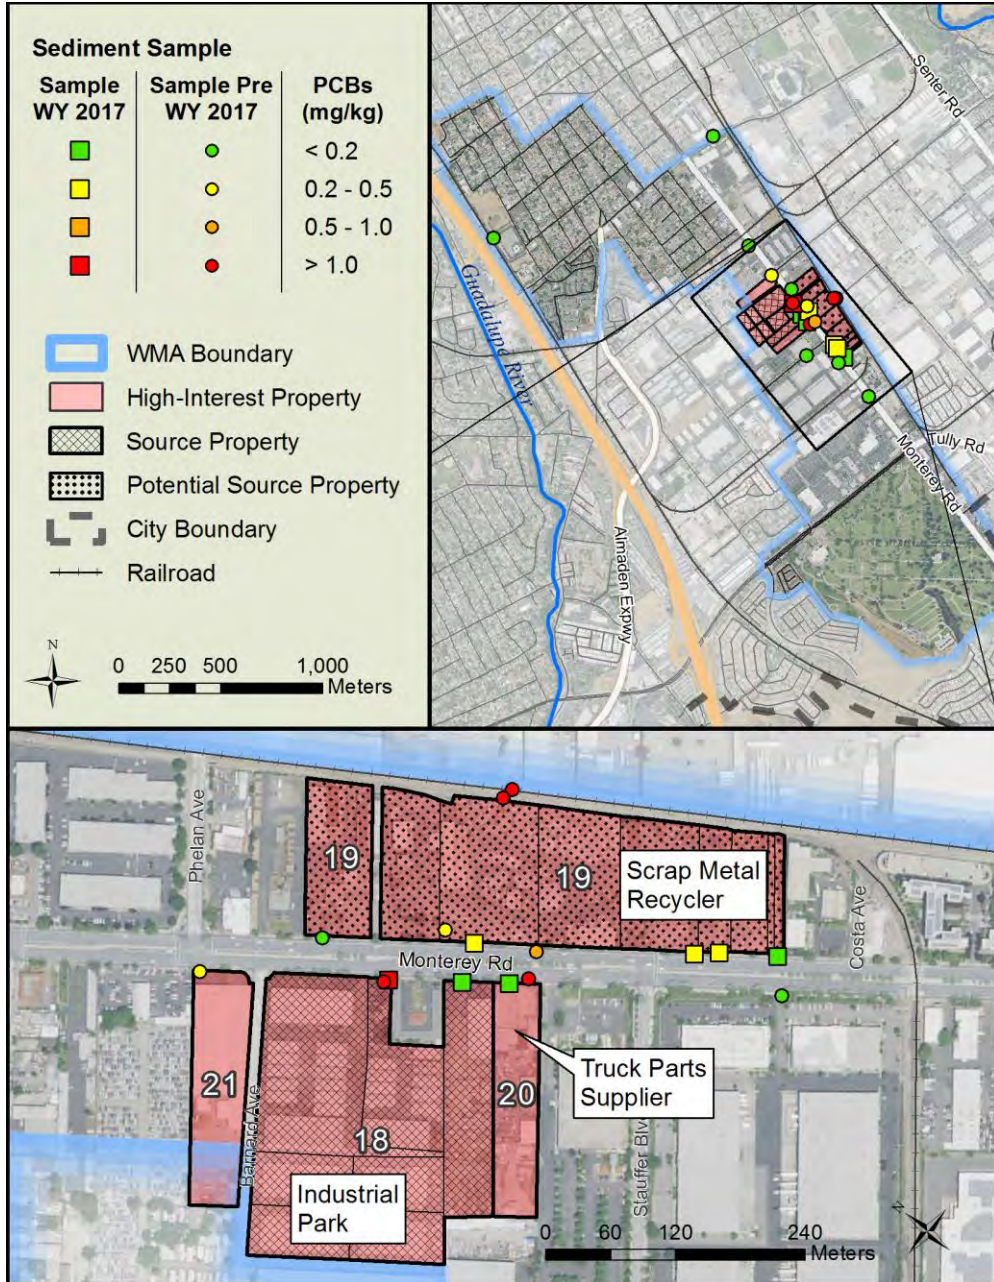 Sediment Sample
Sample WY 2017
Sample Pre WY 2017
PCBs (mg/kg)
< 0.2
0.2 - 0.5
0.5 - 1.0
> 1.0
WMA Boundary
High-Interest Property
Source Property
Potential Source Property
City Boundary
Railroad
N
0 250 500 1,000
Meters
Senter Rd
Guadalupe River
Tully Rd
Monterey Rd
Almaden Expwy
Phelan Ave
19
19
Scrap Metal
Recycler
Costa Ave
Monterey Rd
21
Barnard Ave
18
20
Truck Parts
Supplier
Stauffer Blvd
Industrial
Park
0 60 120 240
Meters
N